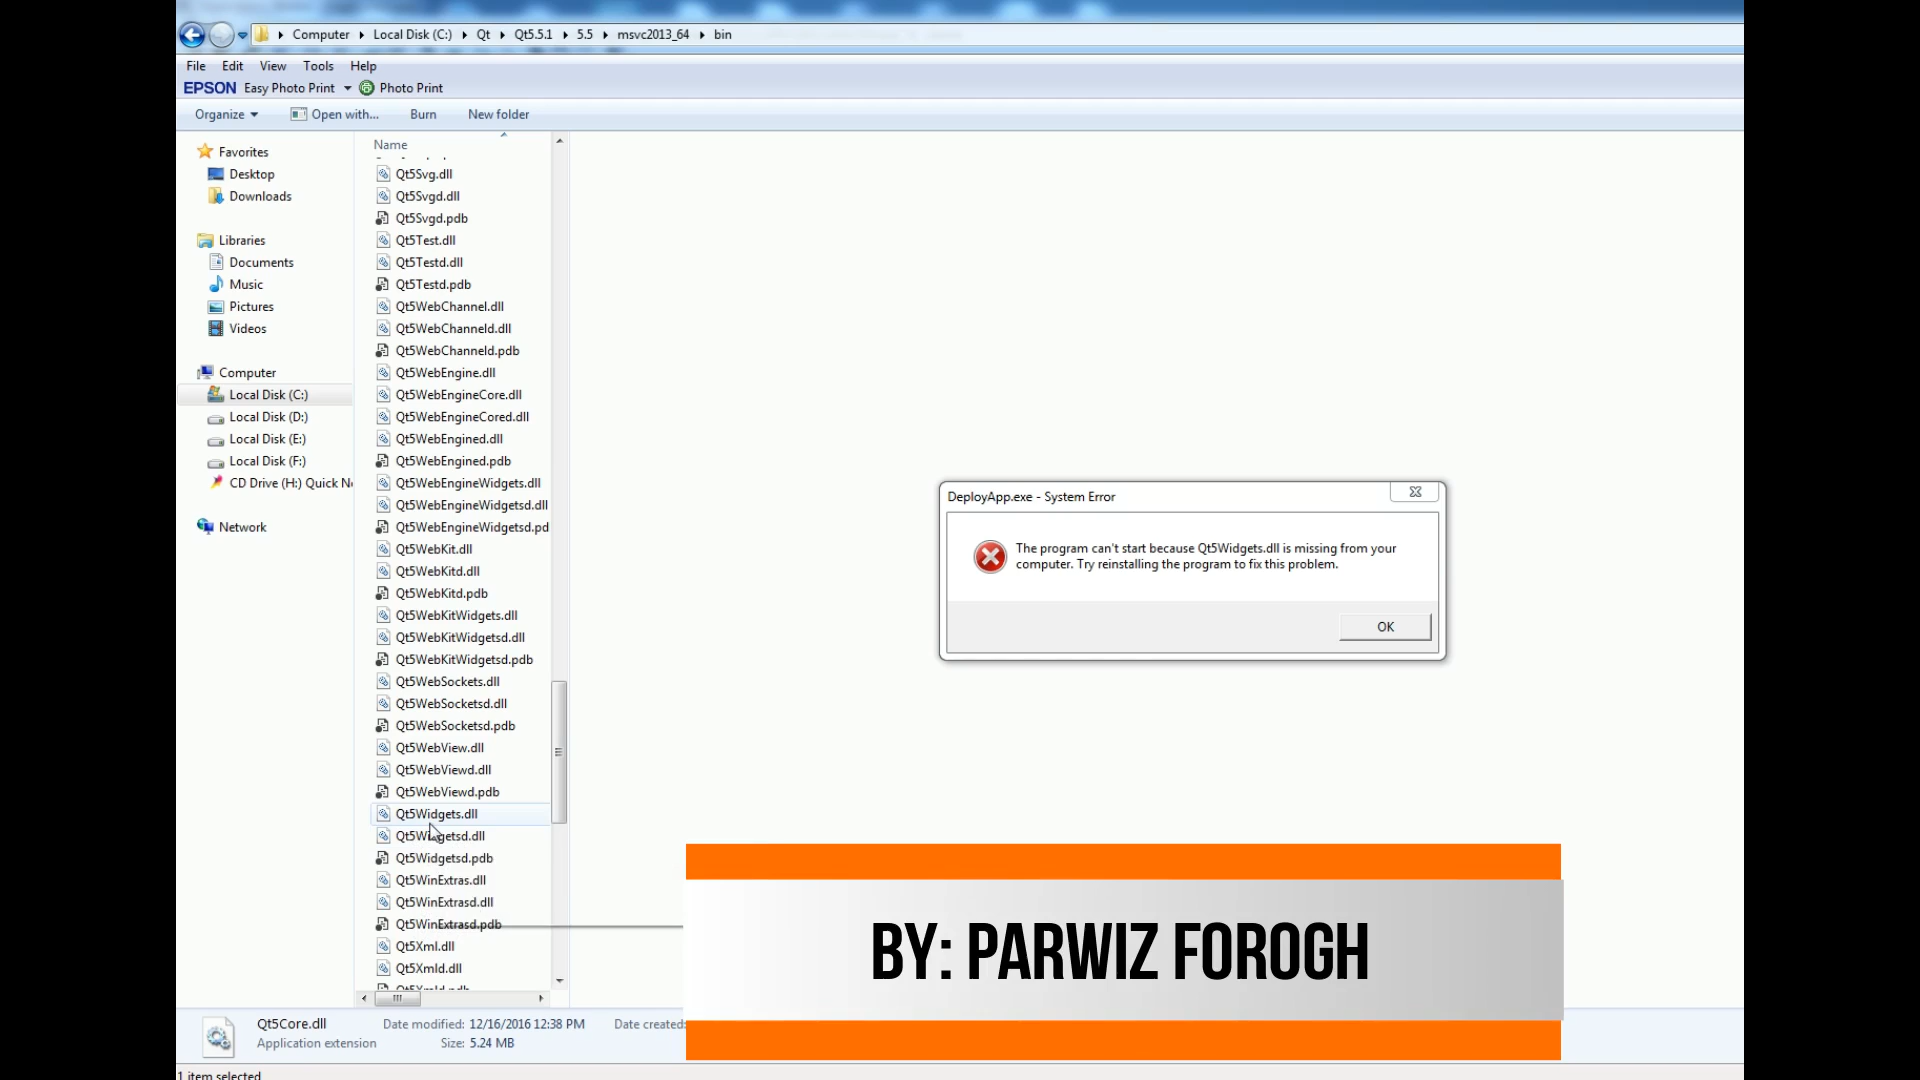 Computer Local Disk (C:) Qt Qt5.5.1 5.5 msvc2013_64 bin
File Edit View Tools Help
EPSON Easy Photo Print Photo Print
Organize Open with... Burn New folder
Favorites
Desktop
Downloads
Libraries
Documents
Music
Pictures
Videos
Computer
Local Disk (C:)
Local Disk (D:)
Local Disk (E:)
Local Disk (F:)
CD Drive (H:) Quick
Network
Name
Qt5Svg.dll
Qt5Svgd.dll
Qt5Svgd.pdb
Qt5Test.dll
Qt5Testd.dll
Qt5Testd.pdb
Qt5WebChannel.dll
Qt5WebChanneld.dll
Qt5WebChanneld.pdb
Qt5WebEngine.dll
Qt5WebEngineCore.dll
Qt5WebEngineCored.dll
Qt5WebEngined.dll
Qt5WebEngined.pdb
Qt5WebEngineWidgets.dll
Qt5WebEngineWidgetsd.dll
Qt5WebEngineWidgetsd.pd
Qt5WebKit.dll
Qt5WebKitd.dll
Qt5WebKitd.pdb
Qt5WebKitWidgets.dll
Qt5WebKitWidgetsd.dll
Qt5WebKitWidgetsd.pdb
Qt5WebSockets.dll
Qt5WebSocketsd.dll
Qt5WebSocketsd.pdb
Qt5WebView.dll
Qt5WebViewd.dll
Qt5WebViewd.pdb
Qt5Widgets.dll
Qt5Widgetsd.dll
Qt5Widgetsd.pdb
Qt5WinExtras.dll
Qt5WinExtrasd.dll
Qt5WinExtrasd.pdb
Qt5Xml.dll
Qt5Xmld.dll
Qt5Xmld.pdb
DeployApp.exe - System Error
The program can't start because Qt5Widgets.dll is missing from your
computer. Try reinstalling the program to fix this problem.
OK
BY: PARWIZ FOROGH
Qt5Core.dll Date modified: 12/16/2016 12:38 PM Date created:
Application extension Size: 5.24 MB
1 item selected